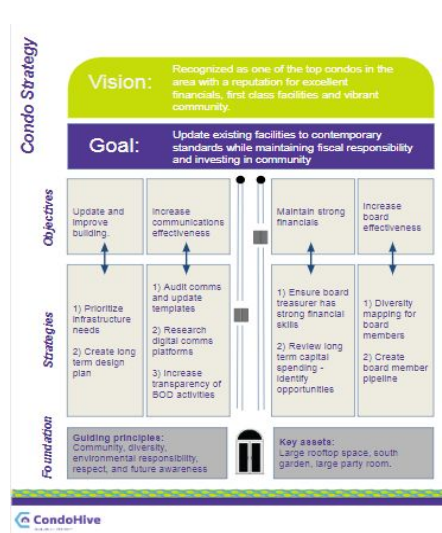 Condo Strategy
Vision:
Recognized as one of the top condos in the
area with a reputation for excellent
financials, first class facilities and vibrant
community.
Goal:
Update existing facilities to contemporary
standards while maintaining fiscal responsibility
and investing in community
Objectives
Update and
improve
building.
Increase
communications
effectiveness
Maintain strong
financials
Increase
board
effectiveness
Strategies
1) Prioritize
infrastructure
needs
2) Create long
term design
plan
1) Audit comms
and update
templates
2) Research
digital comms
platforms
3) Increase
transparency of
BOD activities
1) Ensure board
treasurer has
strong financial
skills
2) Review long
term capital
spending -
identify
opportunities
1) Diversity
mapping for
board
members
2) Create
board member
pipeline
Foundation
Guiding principles:
Community, diversity,
environmental responsibility,
respect, and future awareness
Key assets:
Large rooftop space, south
garden, large party room.
CondoHive